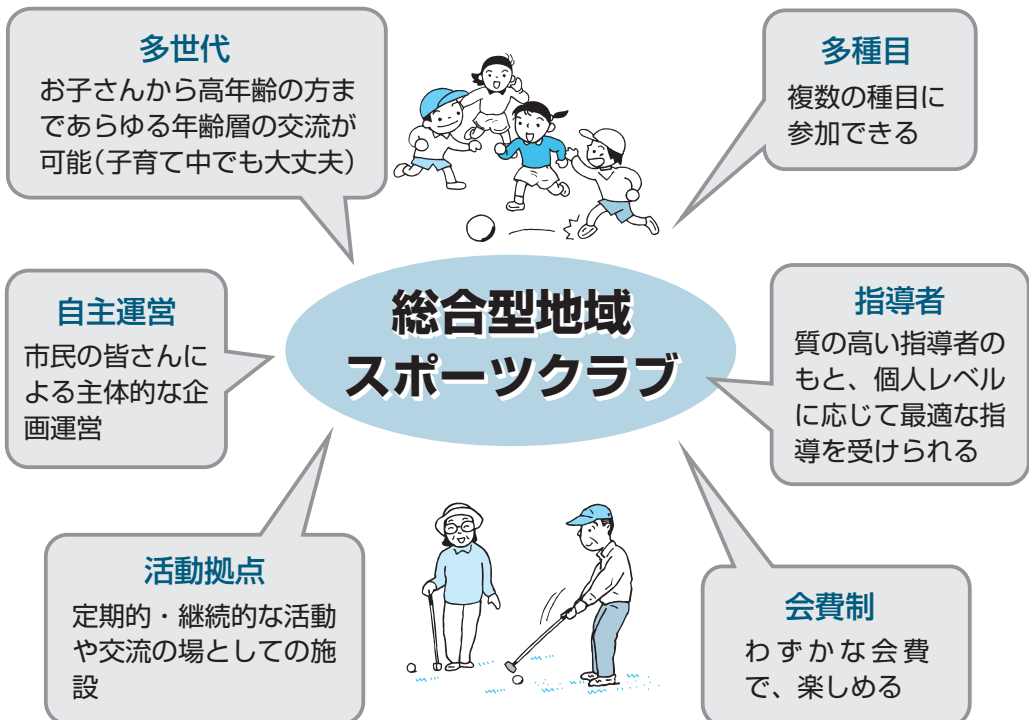 多世代
お子さんから高年齢の方ま
であらゆる年齢層の交流が
可能（子育て中でも大丈夫）
多種目
複数の種目に
参加できる
総合型地域
スポーツクラブ
自主運営
市民の皆さんに
よる主体的な企
画運営
指導者
質の高い指導者の
もと、個人レベル
に応じて最適な指
導を受けられる
活動拠点
定期的・継続的な活動
や交流の場としての施
設
会費制
わずかな会費
で、楽しめる